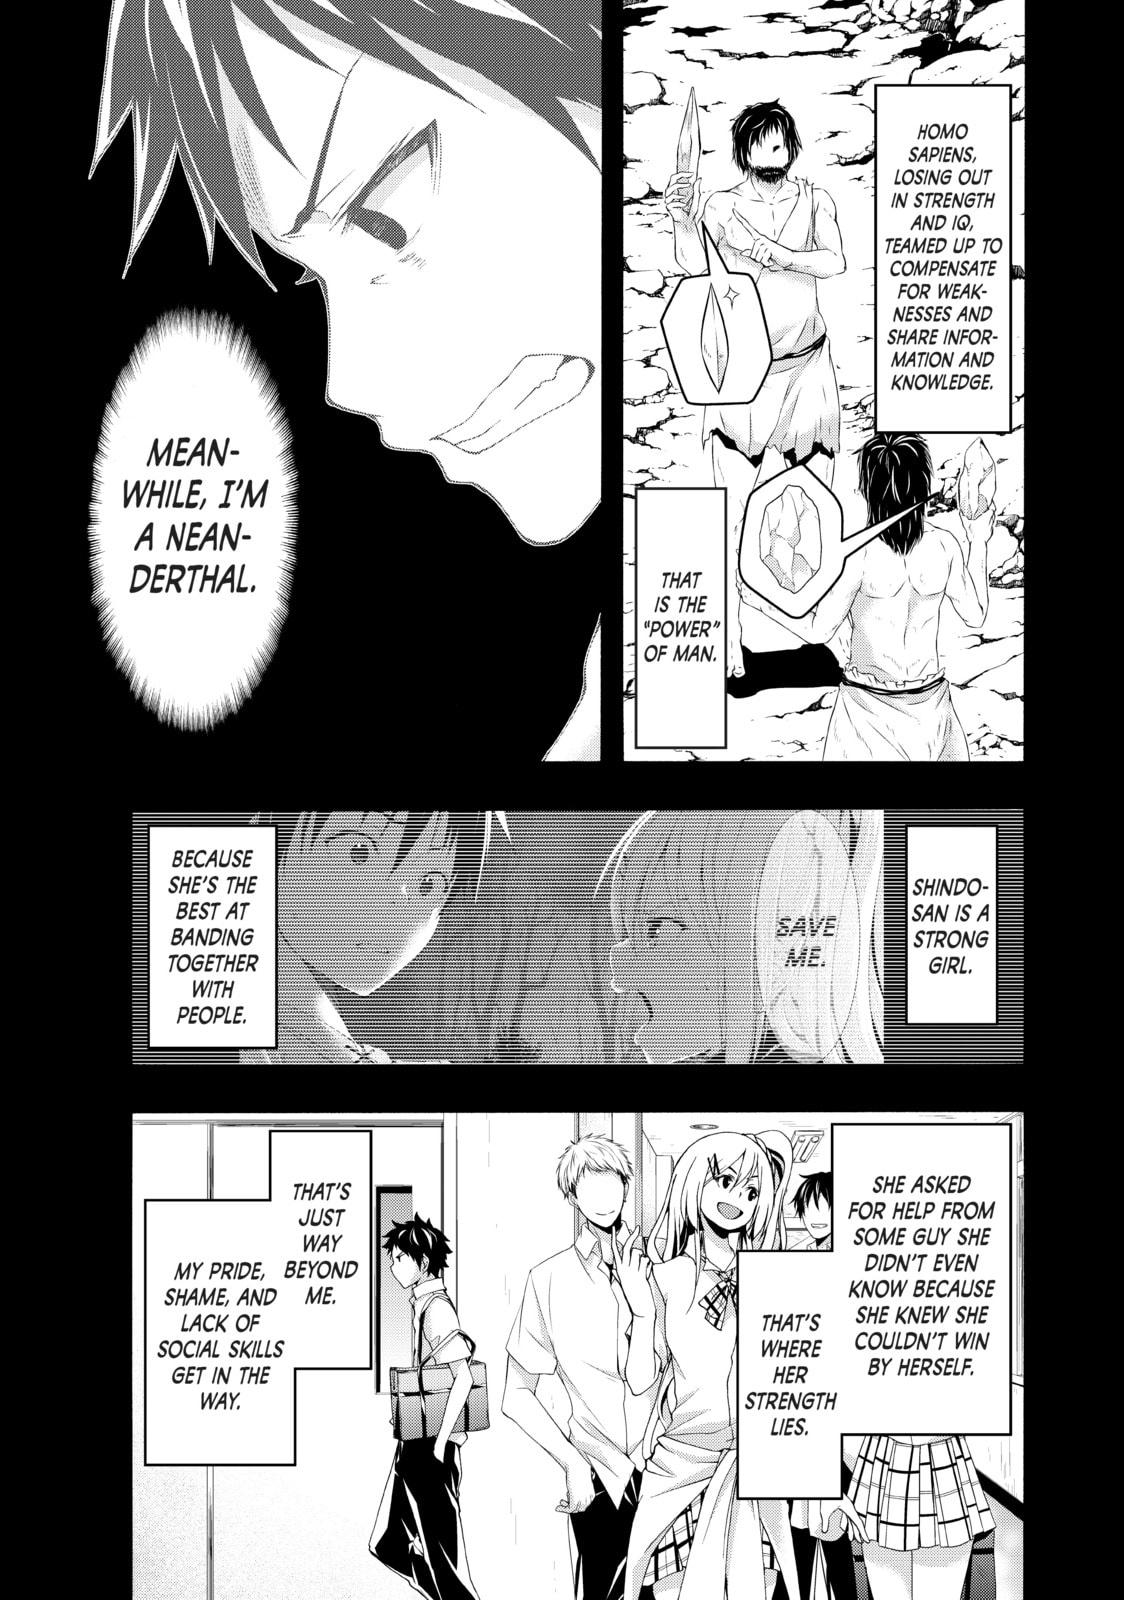 HOMO
SAPIENS,
LOSING OUT
IN STRENGTH
AND IQ,
TEAMED UP TO
COMPENSATE
FOR WEAK-
NESSES AND
SHARE INFOR-
MATION AND
KNOWLEDGE.
THAT
IS THE
"POWER"
OF MAN.
MEAN-
WHILE, I'M
A NEAN-
DERTHAL.
SHINDO-
SAN IS A
STRONG
GIRL.
SAVE
ME.
BECAUSE
SHE'S THE
BEST AT
BANDING
TOGETHER
WITH
PEOPLE.
SHE ASKED
FOR HELP FROM
SOME GUY SHE
DIDN'T EVEN
KNOW BECAUSE
SHE KNEW SHE
COULDN'T WIN
BY HERSELF.
THAT'S
WHERE
HER
STRENGTH
LIES.
THAT'S
JUST
WAY
BEYOND
ME.
MY PRIDE,
SHAME, AND
LACK OF
SOCIAL SKILLS
GET IN THE
WAY.